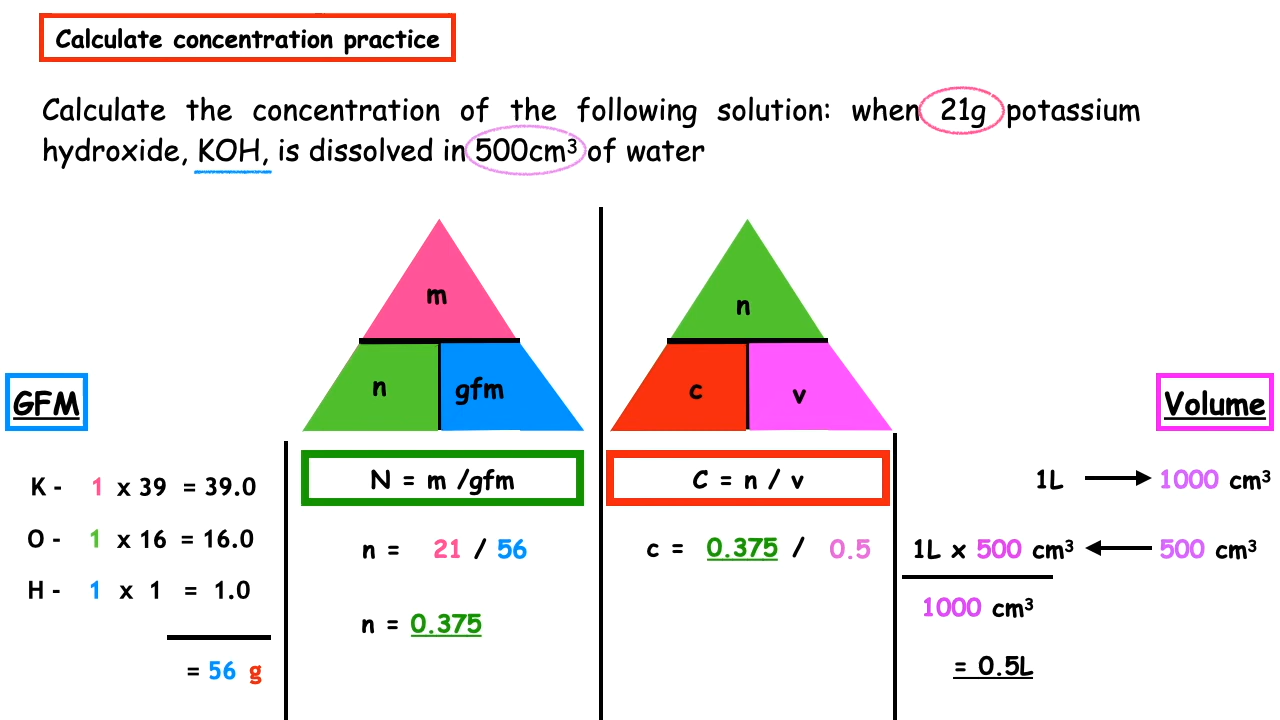 Calculate concentration practice
Calculate the concentration of the following solution: when 21g potassium
hydroxide, KOH, is dissolved in 500cm³ of water
m
n gfm
n
c v
GFM
K - 1 x 39 = 39.0
O - 1 x 16 = 16.0
H - 1 x 1 = 1.0
= 56 g
N = m /gfm
n = 21 / 56
n = 0.375
C = n / v
c = 0.375 / 0.5
Volume
1L 1000 cm³
1L x 500 cm³ 500 cm³
1000 cm³
= 0.5L